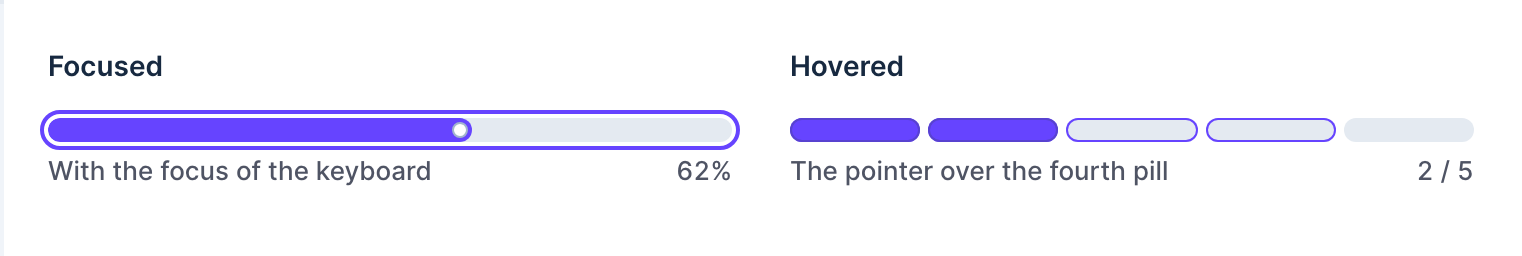 Focused
With the focus of the keyboard
62%
Hovered
The pointer over the fourth pill
2 / 5